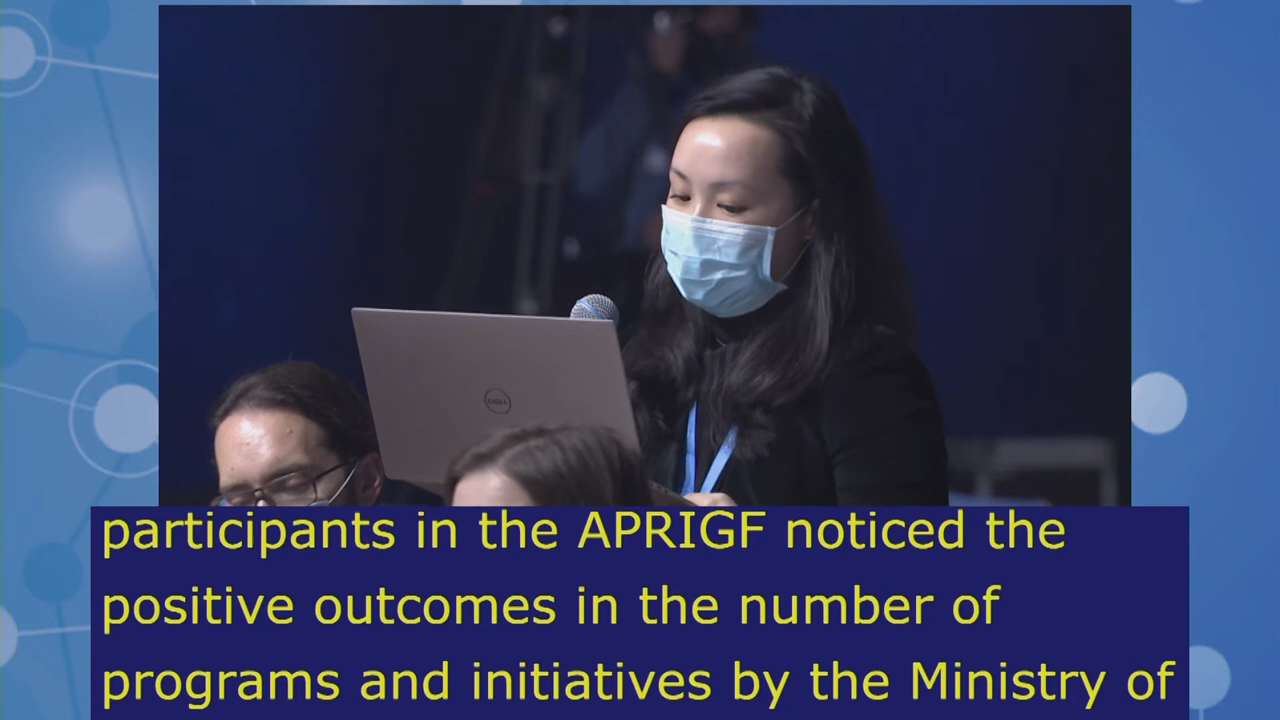 DELL
participants in the APRIGF noticed the
positive outcomes in the number of
programs and initiatives by the Ministry of